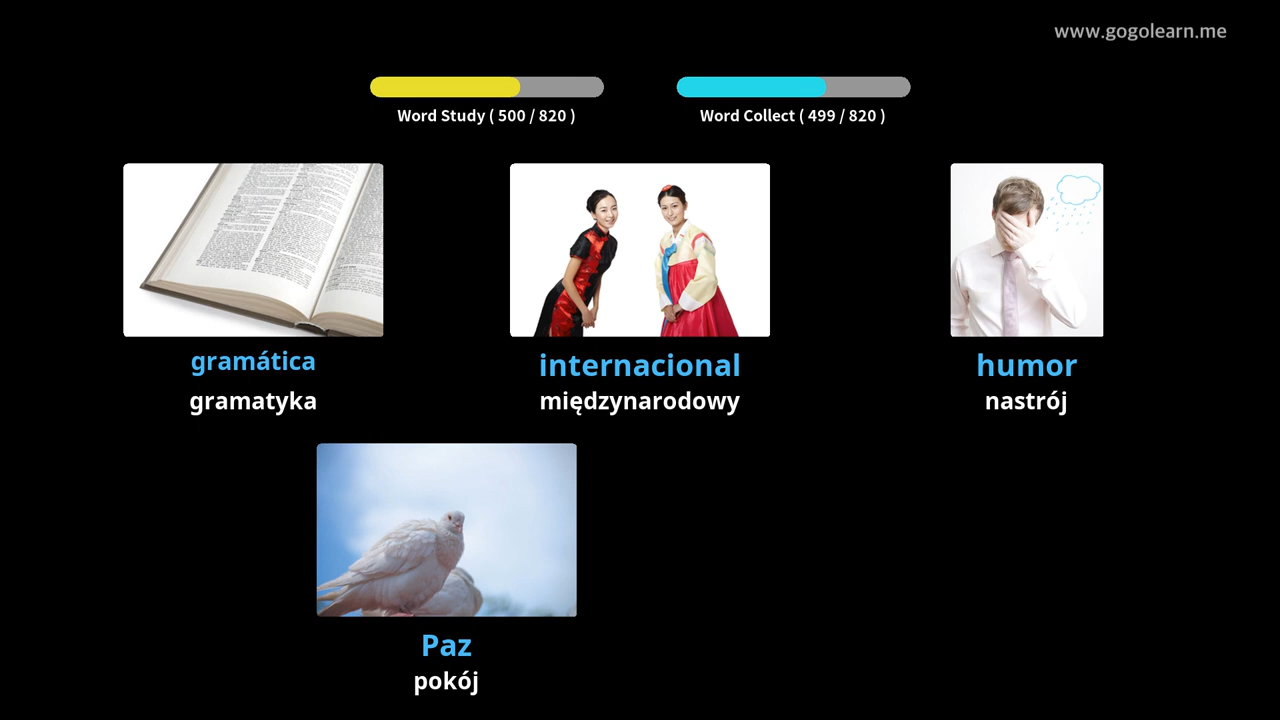 www.gogolearn.me
Word Study ( 500 / 820 )
Word Collect ( 499 / 820 )
gramática
gramatyka
internacional
międzynarodowy
humor
nastrój
Paz
pokój